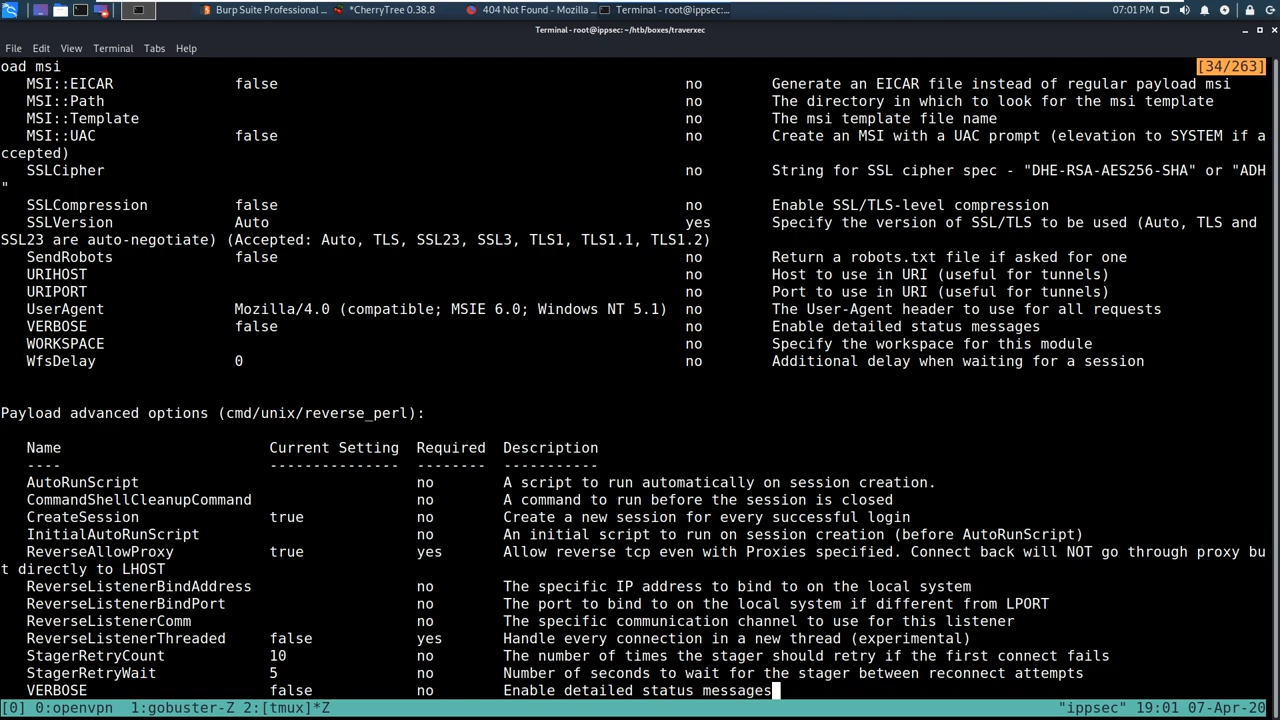 Burp Suite Professional ... *CherryTree 0.38.8 404 Not Found - Mozilla ... Terminal - root@ippsec:... 07:01 PM
Terminal - root@ippsec: ~/htb/boxes/traverxec
File Edit View Terminal Tabs Help
oad msi [34/263]
MSI::EICAR false no Generate an EICAR file instead of regular payload msi
MSI::Path no The directory in which to look for the msi template
MSI::Template no The msi template file name
MSI::UAC false no Create an MSI with a UAC prompt (elevation to SYSTEM if a
ccepted)
SSLCipher no String for SSL cipher spec - "DHE-RSA-AES256-SHA" or "ADH
"
SSLCompression false no Enable SSL/TLS-level compression
SSLVersion Auto yes Specify the version of SSL/TLS to be used (Auto, TLS and
SSL23 are auto-negotiate) (Accepted: Auto, TLS, SSL23, SSL3, TLS1, TLS1.1, TLS1.2)
SendRobots false no Return a robots.txt file if asked for one
URIHOST no Host to use in URI (useful for tunnels)
URIPORT no Port to use in URI (useful for tunnels)
UserAgent Mozilla/4.0 (compatible; MSIE 6.0; Windows NT 5.1) no The User-Agent header to use for all requests
VERBOSE false no Enable detailed status messages
WORKSPACE no Specify the workspace for this module
WfsDelay 0 no Additional delay when waiting for a session
Payload advanced options (cmd/unix/reverse_perl):
Name Current Setting Required Description
---- --------------- -------- -----------
AutoRunScript no A script to run automatically on session creation.
CommandShellCleanupCommand no A command to run before the session is closed
CreateSession true no Create a new session for every successful login
InitialAutoRunScript no An initial script to run on session creation (before AutoRunScript)
ReverseAllowProxy true yes Allow reverse tcp even with Proxies specified. Connect back will NOT go through proxy bu
t directly to LHOST
ReverseListenerBindAddress no The specific IP address to bind to on the local system
ReverseListenerBindPort no The port to bind to on the local system if different from LPORT
ReverseListenerComm no The specific communication channel to use for this listener
ReverseListenerThreaded false yes Handle every connection in a new thread (experimental)
StagerRetryCount 10 no The number of times the stager should retry if the first connect fails
StagerRetryWait 5 no Number of seconds to wait for the stager between reconnect attempts
VERBOSE false no Enable detailed status messages
[0] 0:openvpn 1:gobuster-Z 2:[tmux]*Z "ippsec" 19:01 07-Apr-20